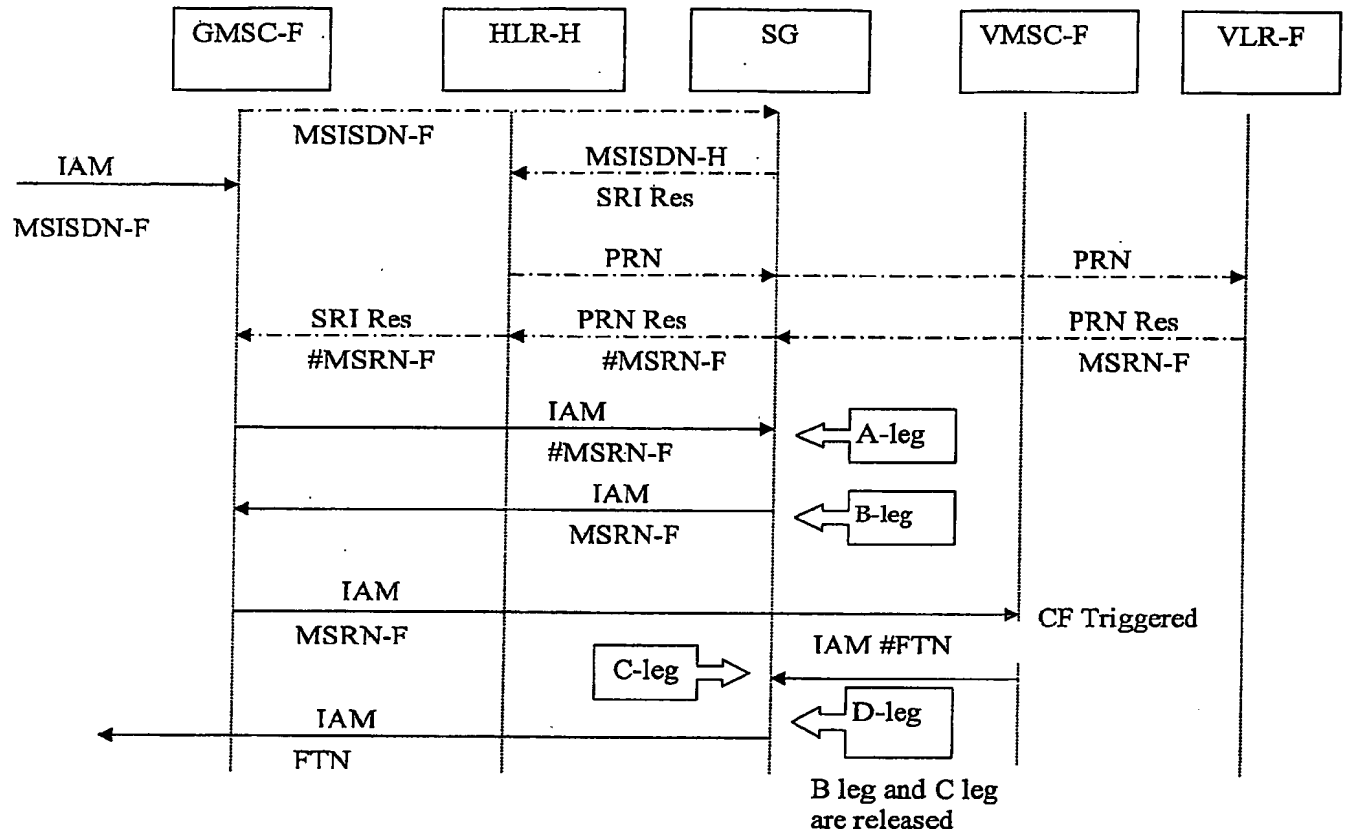 GMSC-F
HLR-H
SG
VMSC-F
VLR-F
MSISDN-F
IAM
MSISDN-F
MSISDN-H
SRI Res
PRN
PRN
SRI Res
#MSRN-F
PRN Res
#MSRN-F
PRN Res
MSRN-F
IAM
#MSRN-F
A-leg
IAM
MSRN-F
B-leg
IAM
MSRN-F
CF Triggered
IAM #FTN
C-leg
IAM
FTN
D-leg
B leg and C leg
are released